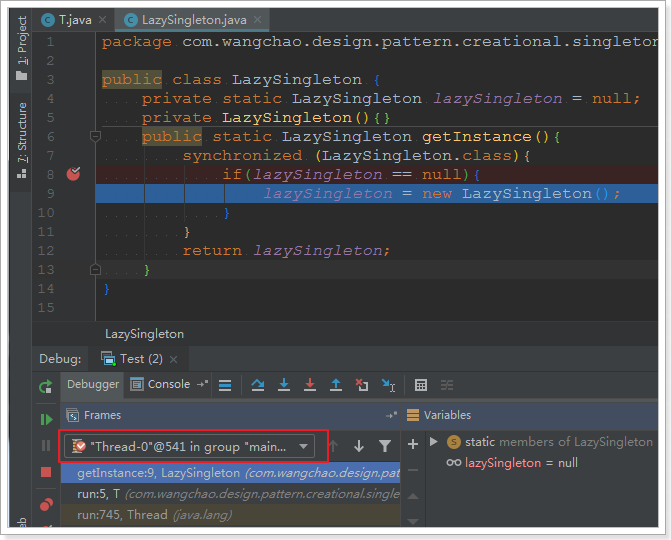 1: Project
7: Structure
T.java
LazySingleton.java
1 package com.wangchao.design.pattern.creational.singleton
2
3 public class LazySingleton {
4 private static LazySingleton lazySingleton = null;
5 private LazySingleton(){}
6 public static LazySingleton getInstance(){
7 synchronized (LazySingleton.class){
8 if(lazySingleton == null){
9 lazySingleton = new LazySingleton();
10 }
11 }
12 return lazySingleton;
13 }
14 }
15
LazySingleton
Debug: Test (2)
Debugger Console
Frames
Variables
"Thread-0"@541 in group "main...
getInstance:9, LazySingleton (com.wangchao.design.pat
run:5, T (com.wangchao.design.pattern.creational.single
run:745, Thread (java.lang)
static members of LazySingleton
lazySingleton = null